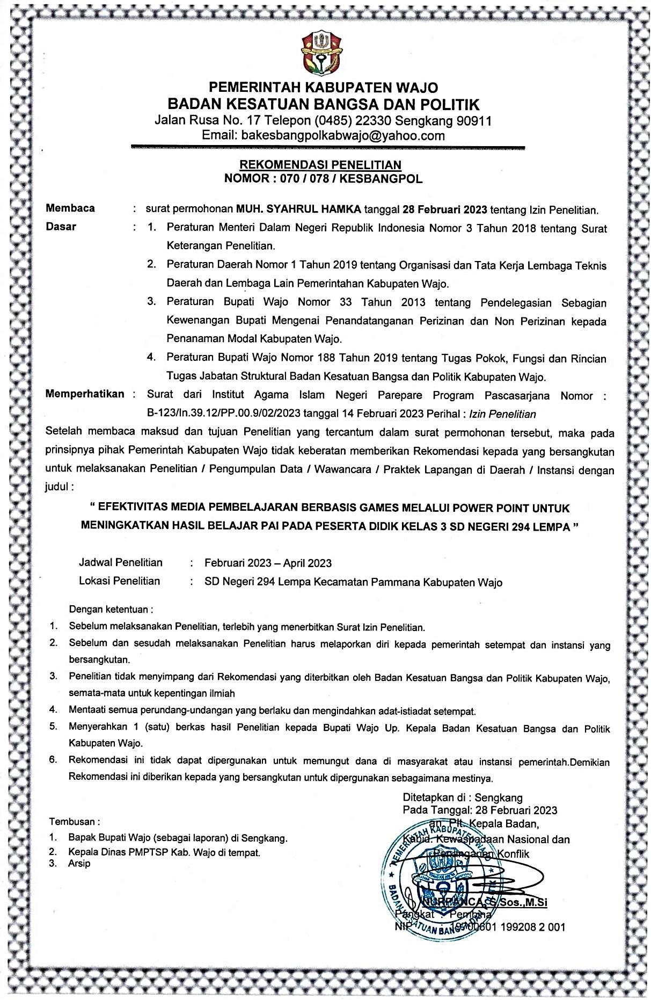 PEMERINTAH KABUPATEN WAJO
BADAN KESATUAN BANGSA DAN POLITIK
Jalan Rusa No. 17 Telepon (0485) 22330 Sengkang 90911
Email: bakesbangpolkabwajo@yahoo.com
REKOMENDASI PENELITIAN
NOMOR : 070 / 078 / KESBANGPOL
Membaca : surat permohonan MUH. SYAHRUL HAMKA tanggal 28 Februari 2023 tentang Izin Penelitian.
Dasar : 1. Peraturan Menteri Dalam Negeri Republik Indonesia Nomor 3 Tahun 2018 tentang Surat
Keterangan Penelitian.
2. Peraturan Daerah Nomor 1 Tahun 2019 tentang Organisasi dan Tata Kerja Lembaga Teknis
Daerah dan Lembaga Lain Pemerintahan Kabupaten Wajo.
3. Peraturan Bupati Wajo Nomor 33 Tahun 2013 tentang Pendelegasian Sebagian
Kewenangan Bupati Mengenai Penandatanganan Perizinan dan Non Perizinan kepada
Penanaman Modal Kabupaten Wajo.
4. Peraturan Bupati Wajo Nomor 188 Tahun 2019 tentang Tugas Pokok, Fungsi dan Rincian
Tugas Jabatan Struktural Badan Kesatuan Bangsa dan Politik Kabupaten Wajo.
Memperhatikan : Surat dari Institut Agama Islam Negeri Parepare Program Pascasarjana Nomor :
B-123/In.39.12/PP.00.9/02/2023 tanggal 14 Februari 2023 Perihal : Izin Penelitian
Setelah membaca maksud dan tujuan Penelitian yang tercantum dalam surat permohonan tersebut, maka pada
prinsipnya pihak Pemerintah Kabupaten Wajo tidak keberatan memberikan Rekomendasi kepada yang bersangkutan
untuk melaksanakan Penelitian / Pengumpulan Data / Wawancara / Praktek Lapangan di Daerah / Instansi dengan
judul :
“ EFEKTIVITAS MEDIA PEMBELAJARAN BERBASIS GAMES MELALUI POWER POINT UNTUK
MENINGKATKAN HASIL BELAJAR PAI PADA PESERTA DIDIK KELAS 3 SD NEGERI 294 LEMPA ”
Jadwal Penelitian : Februari 2023 – April 2023
Lokasi Penelitian : SD Negeri 294 Lempa Kecamatan Pammana Kabupaten Wajo
Dengan ketentuan :
1. Sebelum melaksanakan Penelitian, terlebih yang menerbitkan Surat Izin Penelitian.
2. Sebelum dan sesudah melaksanakan Penelitian harus melaporkan diri kepada pemerintah setempat dan instansi yang
bersangkutan.
3. Penelitian tidak menyimpang dari Rekomendasi yang diterbitkan oleh Badan Kesatuan Bangsa dan Politik Kabupaten Wajo,
semata-mata untuk kepentingan ilmiah
4. Mentaati semua perundang-undangan yang berlaku dan mengindahkan adat-istiadat setempat.
5. Menyerahkan 1 (satu) berkas hasil Penelitian kepada Bupati Wajo Up. Kepala Badan Kesatuan Bangsa dan Politik
Kabupaten Wajo.
6. Rekomendasi ini tidak dapat dipergunakan untuk memungut dana di masyarakat atau instansi pemerintah.Demikian
Rekomendasi ini diberikan kepada yang bersangkutan untuk dipergunakan sebagaimana mestinya.
Ditetapkan di : Sengkang
Pada Tanggal: 28 Februari 2023
an. Plt. Kepala Badan,
Kabid. Kewaspadaan Nasional dan
Penanganan Konflik
NURPANCA, S.Sos.,M.Si
Pangkat : Pembina
NIP : 19700601 199208 2 001
PEMERINTAH KABUPATEN WAJO
BADAN KESATUAN BANGSA DAN POLITIK
Tembusan :
1. Bapak Bupati Wajo (sebagai laporan) di Sengkang.
2. Kepala Dinas PMPTSP Kab. Wajo di tempat.
3. Arsip